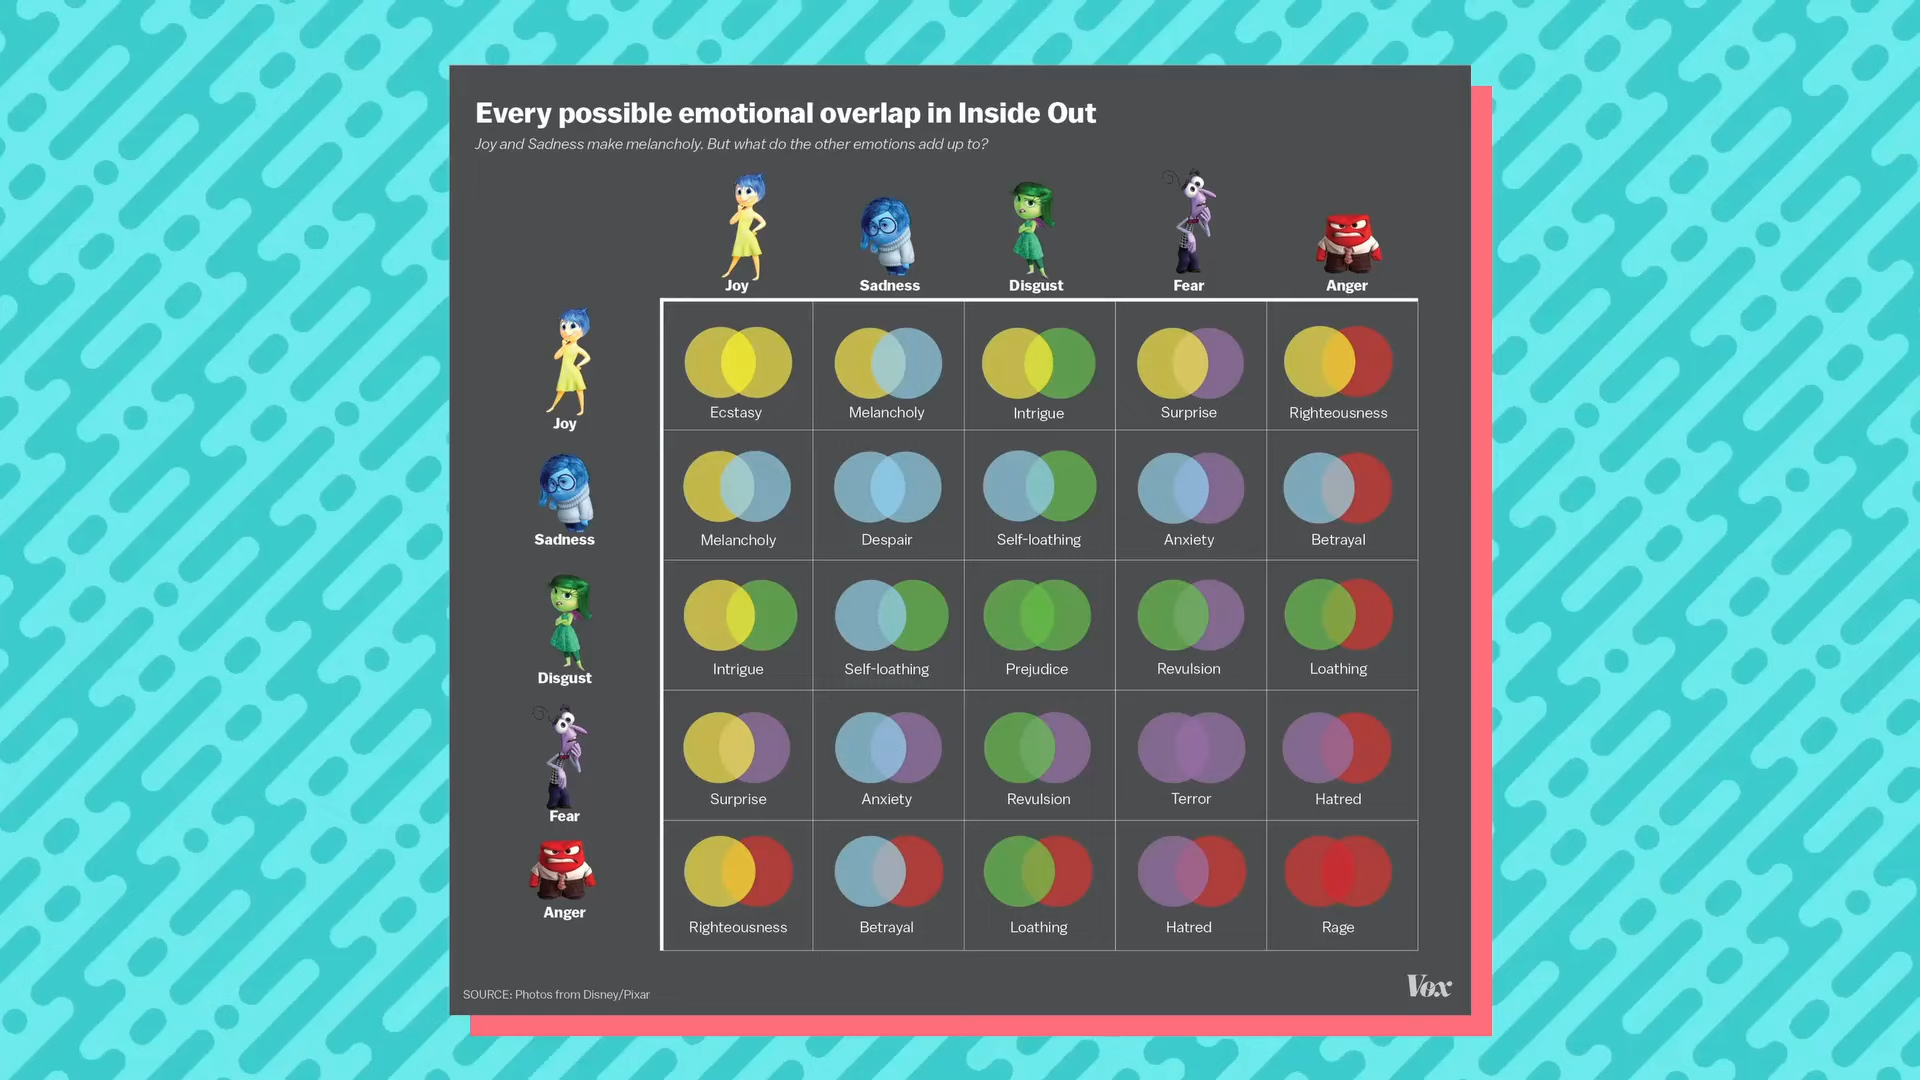 Every possible emotional overlap in Inside Out
Joy and Sadness make melancholy. But what do the other emotions add up to?
Joy Sadness Disgust Fear Anger
Joy
Ecstasy Melancholy Intrigue Surprise Righteousness
Sadness
Melancholy Despair Self-loathing Anxiety Betrayal
Disgust
Intrigue Self-loathing Prejudice Revulsion Loathing
Fear
Surprise Anxiety Revulsion Terror Hatred
Anger
Righteousness Betrayal Loathing Hatred Rage
SOURCE: Photos from Disney/Pixar
Vox